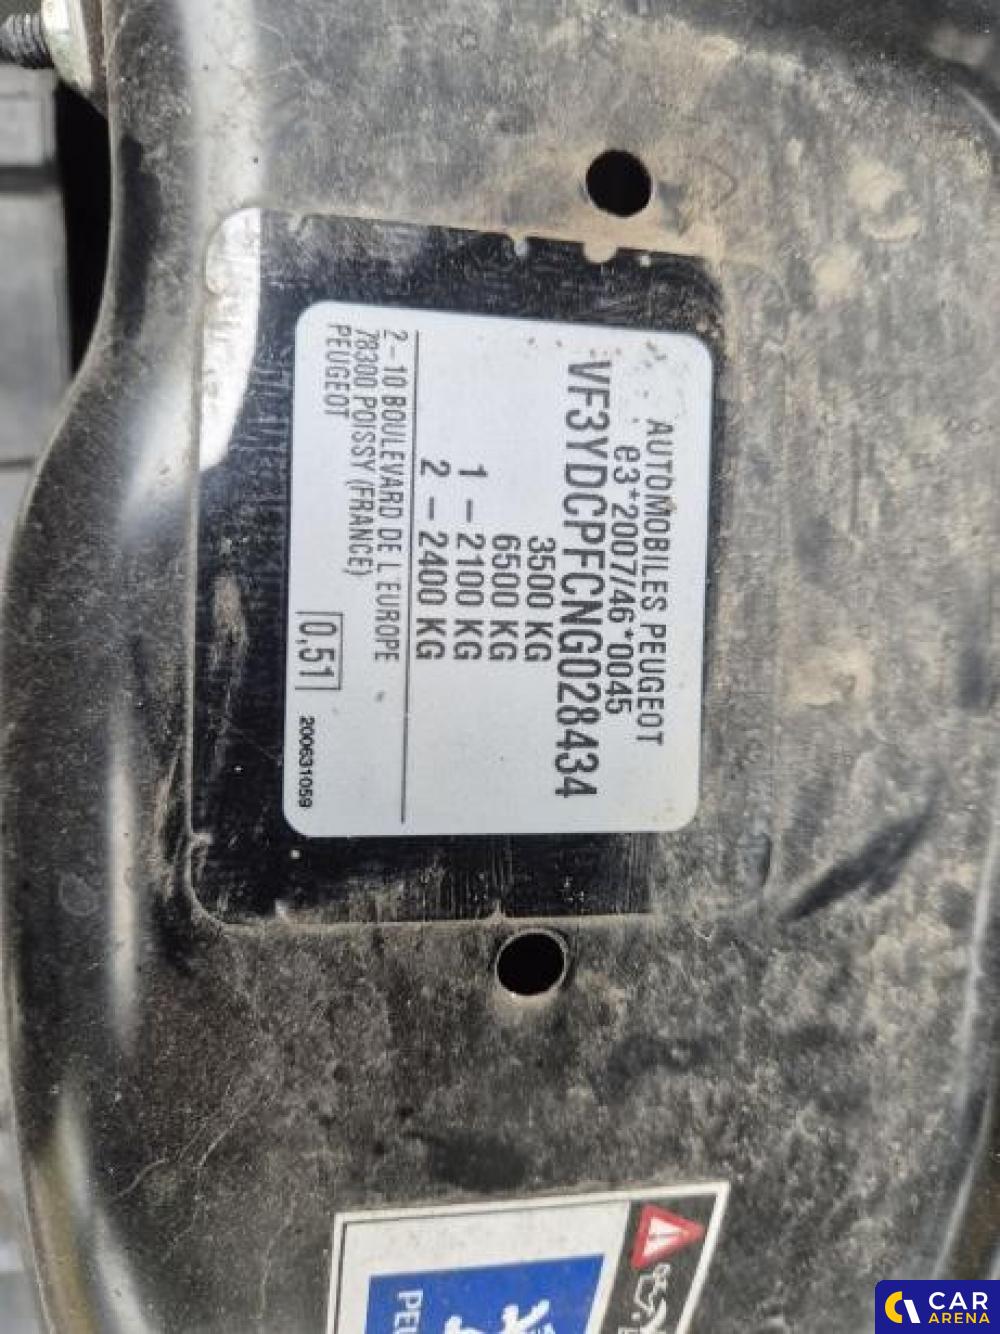 AUTOMOBILES PEUGEOT
e3*2007/46*0045
VF3YDCPFCNG028434
3500 KG
6500 KG
1 - 2100 KG
2 - 2400 KG
2-10 BOULEVARD DE L'EUROPE
78300 POISSY (FRANCE)
PEUGEOT
0,51
200631059
CAR
ARENA